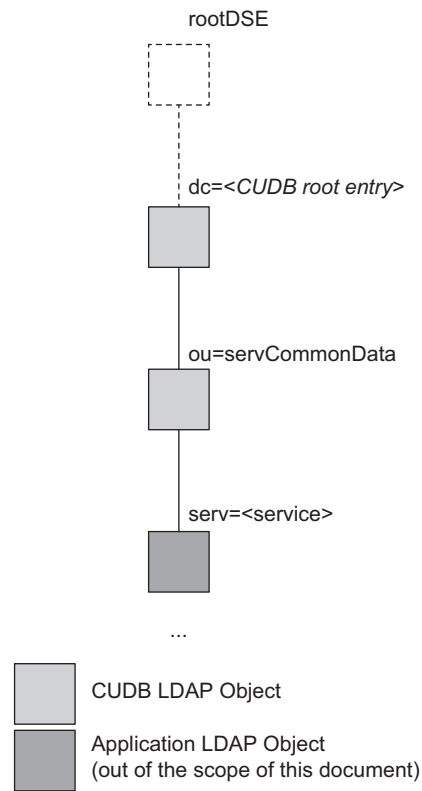 rootDSE
dc=<CUDB root entry>
ou=servCommonData
serv=<service>
...
CUDB LDAP Object
Application LDAP Object
(out of the scope of this document)